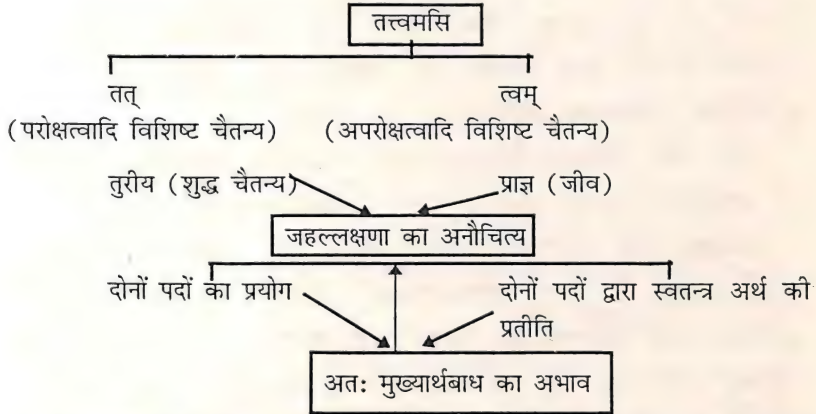 तत्त्वमसि
तत् त्वम्
(परोक्षत्वादि विशिष्ट चैतन्य) (अपरोक्षत्वादि विशिष्ट चैतन्य)
तुरीय (शुद्ध चैतन्य) प्राज्ञ (जीव)
जहल्लक्षणा का अनौचित्य
दोनों पदों का प्रयोग दोनों पदों द्वारा स्वतन्त्र अर्थ की
प्रतीति
अतः मुख्यार्थबाध का अभाव